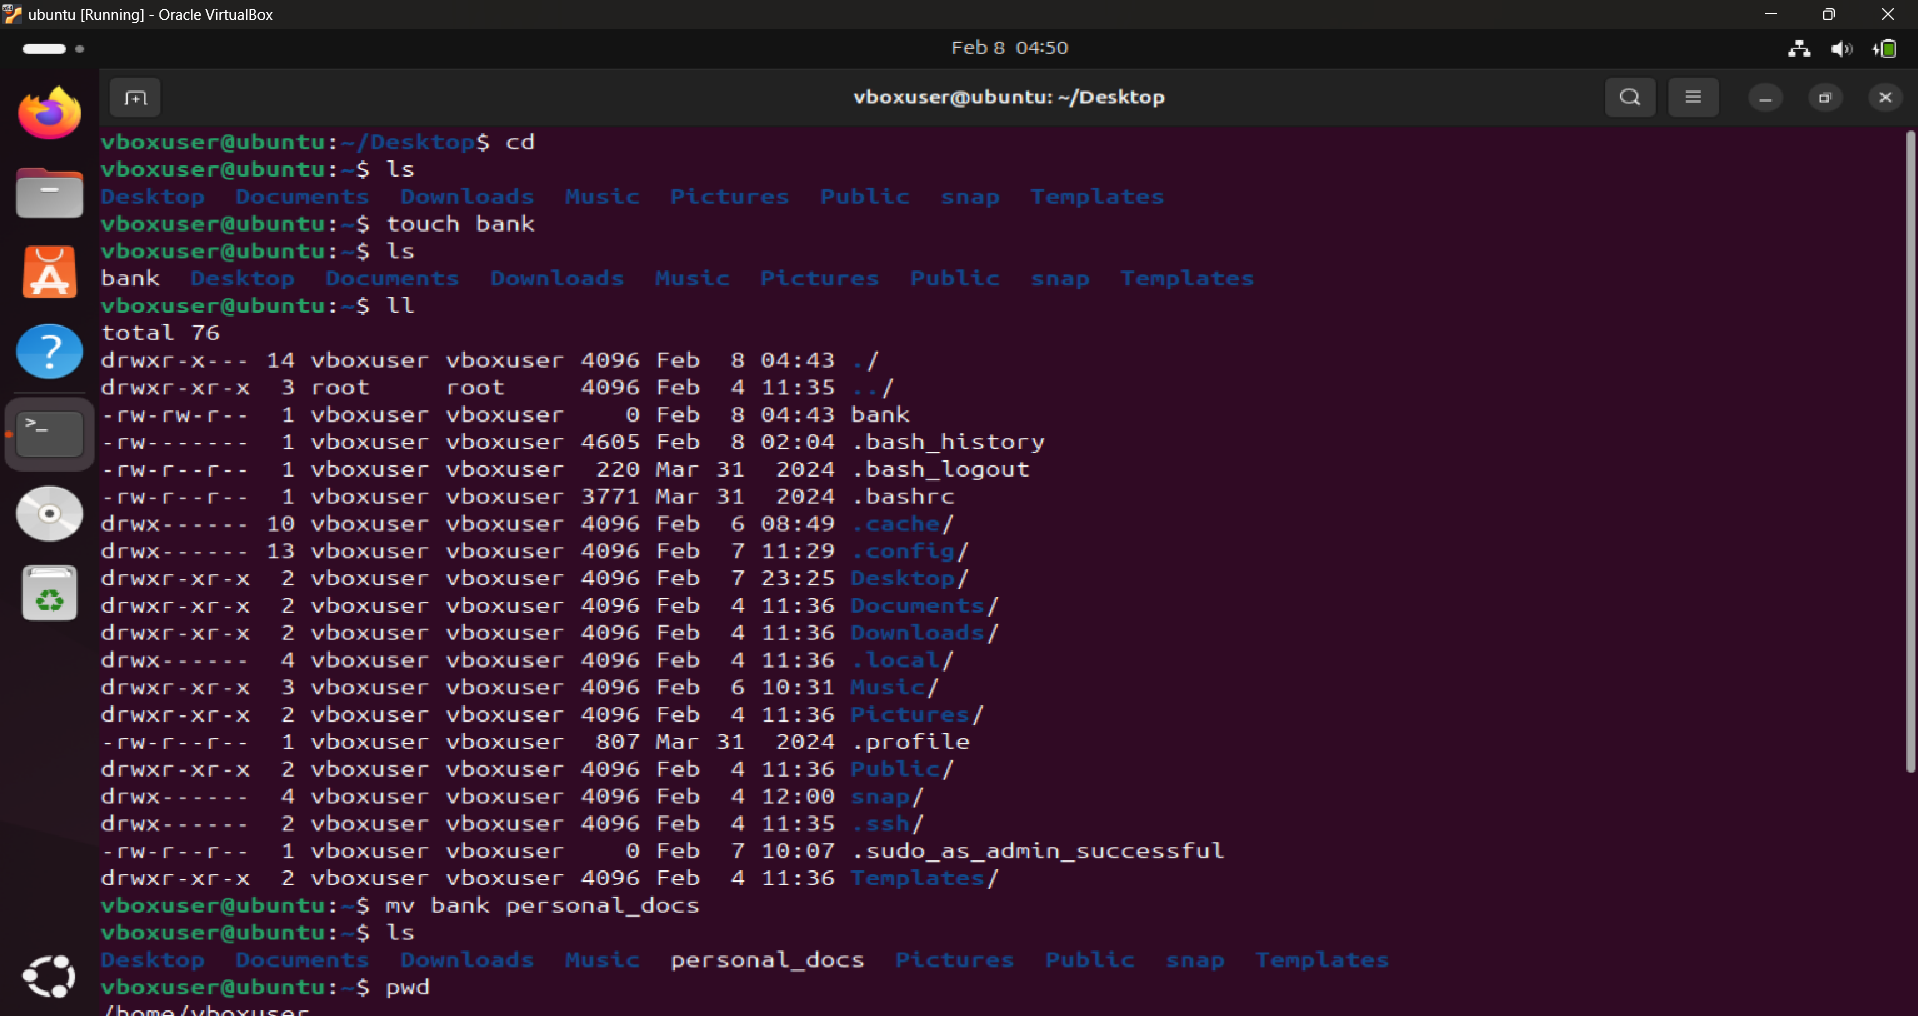 ubuntu [Running] - Oracle VirtualBox
Feb 8 04:50
vboxuser@ubuntu: ~/Desktop
vboxuser@ubuntu:~/Desktop$ cd
vboxuser@ubuntu:~$ ls
Desktop Documents Downloads Music Pictures Public snap Templates
vboxuser@ubuntu:~$ touch bank
vboxuser@ubuntu:~$ ls
bank Desktop Documents Downloads Music Pictures Public snap Templates
vboxuser@ubuntu:~$ ll
total 76
drwxr-x--- 14 vboxuser vboxuser 4096 Feb 8 04:43 ./
drwxr-xr-x 3 root root 4096 Feb 4 11:35 ../
-rw-rw-r-- 1 vboxuser vboxuser 0 Feb 8 04:43 bank
-rw------- 1 vboxuser vboxuser 4605 Feb 8 02:04 .bash_history
-rw-r--r-- 1 vboxuser vboxuser 220 Mar 31 2024 .bash_logout
-rw-r--r-- 1 vboxuser vboxuser 3771 Mar 31 2024 .bashrc
drwx------ 10 vboxuser vboxuser 4096 Feb 6 08:49 .cache/
drwx------ 13 vboxuser vboxuser 4096 Feb 7 11:29 .config/
drwxr-xr-x 2 vboxuser vboxuser 4096 Feb 7 23:25 Desktop/
drwxr-xr-x 2 vboxuser vboxuser 4096 Feb 4 11:36 Documents/
drwxr-xr-x 2 vboxuser vboxuser 4096 Feb 4 11:36 Downloads/
drwx------ 4 vboxuser vboxuser 4096 Feb 4 11:36 .local/
drwxr-xr-x 3 vboxuser vboxuser 4096 Feb 6 10:31 Music/
drwxr-xr-x 2 vboxuser vboxuser 4096 Feb 4 11:36 Pictures/
-rw-r--r-- 1 vboxuser vboxuser 807 Mar 31 2024 .profile
drwxr-xr-x 2 vboxuser vboxuser 4096 Feb 4 11:36 Public/
drwx------ 4 vboxuser vboxuser 4096 Feb 4 12:00 snap/
drwx------ 2 vboxuser vboxuser 4096 Feb 4 11:35 .ssh/
-rw-r--r-- 1 vboxuser vboxuser 0 Feb 7 10:07 .sudo_as_admin_successful
drwxr-xr-x 2 vboxuser vboxuser 4096 Feb 4 11:36 Templates/
vboxuser@ubuntu:~$ mv bank personal_docs
vboxuser@ubuntu:~$ ls
Desktop Documents Downloads Music personal_docs Pictures Public snap Templates
vboxuser@ubuntu:~$ pwd
/home/vboxuser